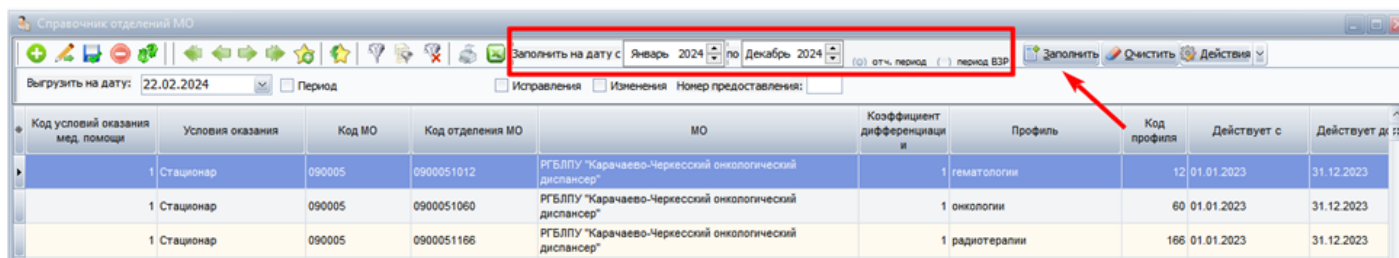 Справочник отделений МО
Заполнить на дату с Январь 2024 по Декабрь 2024 отч. период период ВЗР Заполнить Очистить Действия
Выгрузить на дату: 22.02.2024 Период Исправления Изменения Номер предоставления:
Код условий оказания мед. помощи Условия оказания Код МО Код отделения МО МО Коэффициент дифференциаци и Профиль Код профиля Действует с Действует до
1 Стационар 090005 0900051012 РГБЛПУ "Карачаево-Черкесский онкологический диспансер" 1 гематологии 12 01.01.2023 31.12.2023
1 Стационар 090005 0900051060 РГБЛПУ "Карачаево-Черкесский онкологический диспансер" 1 онкологии 60 01.01.2023 31.12.2023
1 Стационар 090005 0900051166 РГБЛПУ "Карачаево-Черкесский онкологический диспансер" 1 радиотерапии 166 01.01.2023 31.12.2023